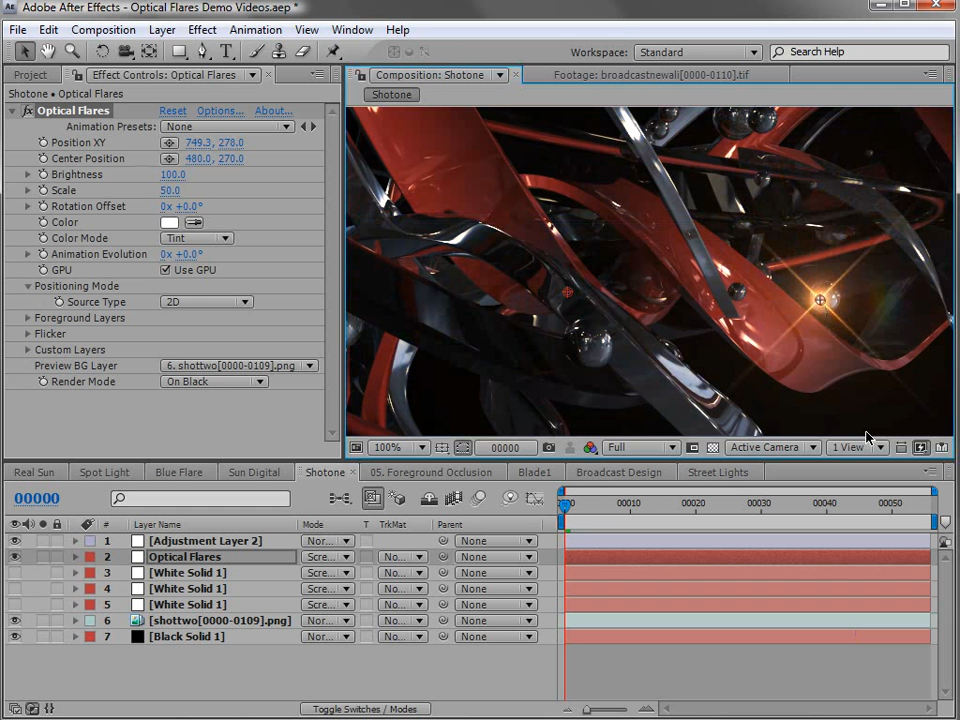 Adobe After Effects - Optical Flares Demo Videos.aep *
File Edit Composition Layer Effect Animation View Window Help
Workspace: Standard Search Help
Project Effect Controls: Optical Flares Composition: Shotone Footage: broadcastnewali[0000-0110].tif
Shotone • Optical Flares
Shotone
fx Optical Flares Reset Options... About...
Animation Presets: None
Position XY 749.3, 278.0
Center Position 480.0, 270.0
Brightness 100.0
Scale 50.0
Rotation Offset 0x +0.0°
Color
Color Mode Tint
Animation Evolution 0x +0.0°
GPU Use GPU
Positioning Mode
Source Type 2D
Foreground Layers
Flicker
Custom Layers
Preview BG Layer 6. shottwo[0000-0109].png
Render Mode On Black
100% 00000 Full Active Camera 1 View
Real Sun Spot Light Blue Flare Sun Digital Shotone 05. Foreground Occlusion Blade1 Broadcast Design Street Lights
00000
00010 00020 00030 00040 00050
# Layer Name Mode T TrkMat Parent
1 [Adjustment Layer 2] Nor... None
2 Optical Flares Scre... No... None
3 [White Solid 1] Scre... No... None
4 [White Solid 1] Scre... No... None
5 [White Solid 1] Scre... No... None
6 [shottwo[0000-0109].png] Nor... No... None
7 [Black Solid 1] Nor... No... None
Toggle Switches / Modes